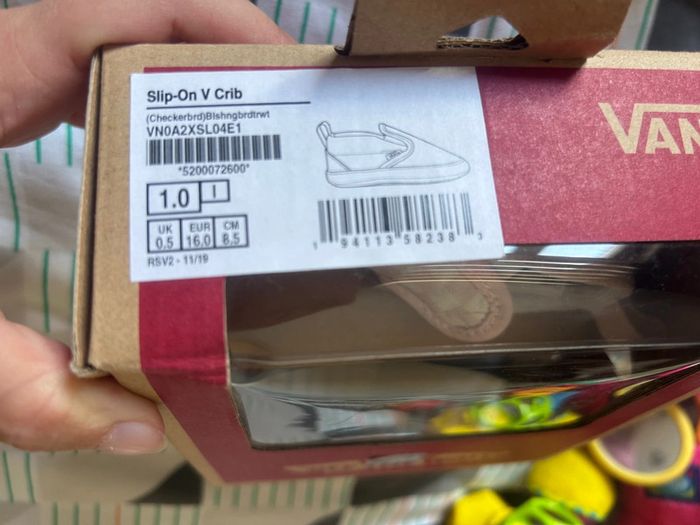 Slip-On V Crib
(Checkerbrd)Blshngbrdtrwt
VN0A2XSL04E1
*5200072600*
1.0 I
UK EUR CM
0.5 16.0 8.5
RSV2 - 11/19
1 94113 58238 3
VAN